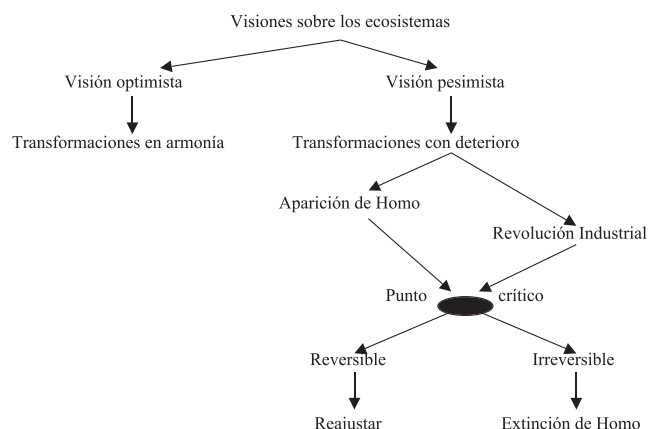 Visiones sobre los ecosistemas
Visión optimista
Visión pesimista
Transformaciones en armonía
Transformaciones con deterioro
Aparición de Homo
Revolución Industrial
Punto crítico
Reversible
Irreversible
Reajustar
Extinción de Homo